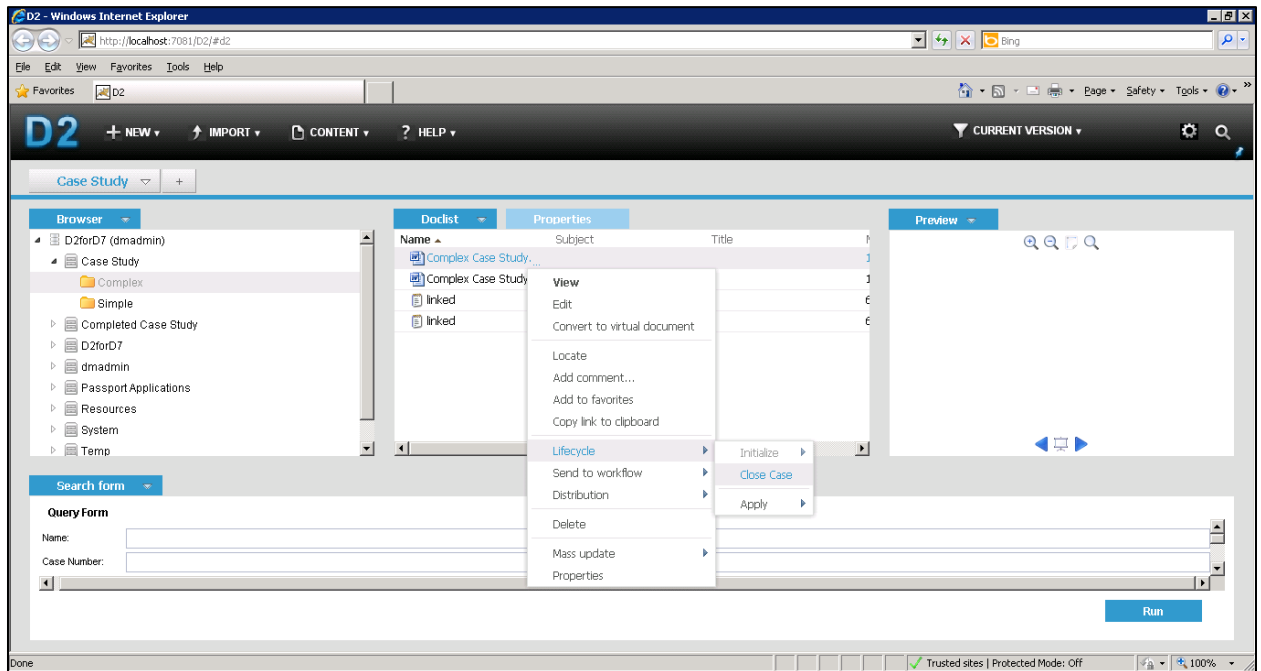 D2 - Windows Internet Explorer
http://localhost:7081/D2/#d2
Bing
File Edit View Favorites Tools Help
Favorites D2 Page Safety Tools »
D2 NEW IMPORT CONTENT ? HELP CURRENT VERSION
Case Study +
Browser Doclist Properties Preview
D2forD7 (dmadmin) Name Subject Title
Case Study Complex Case Study. ... 1
Complex Complex Case Study 1
Simple linked 6
Completed Case Study linked 6
D2forD7
dmadmin
Passport Applications
Resources
System
Temp
View
Edit
Convert to virtual document
Locate
Add comment...
Add to favorites
Copy link to clipboard
Lifecycle Initialize
Send to workflow Close Case
Distribution Apply
Delete
Mass update
Properties
Search form
Query Form
Name:
Case Number:
Run
Done Trusted sites | Protected Mode: Off 100%